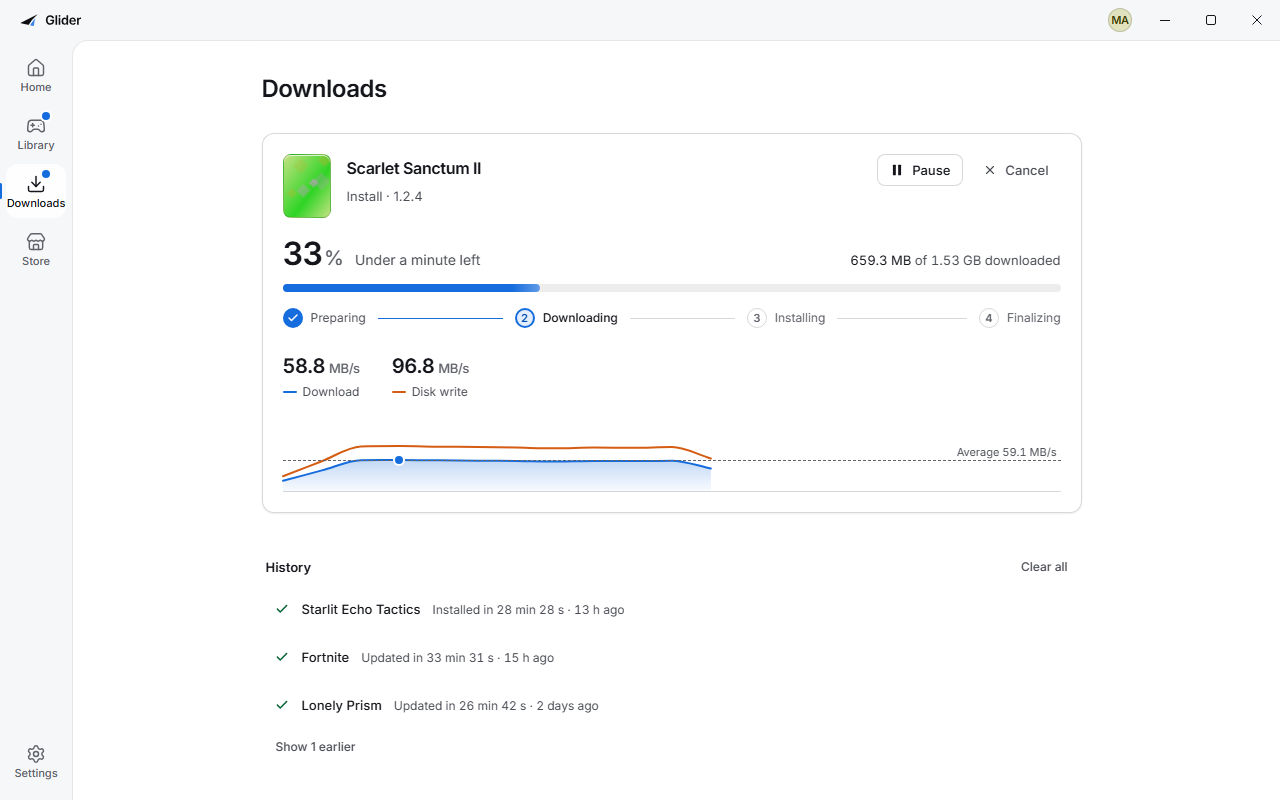 Glider
MA
Home
Library
Downloads
Store
Settings
Downloads
Scarlet Sanctum II
Install · 1.2.4
Pause
Cancel
33% Under a minute left
659.3 MB of 1.53 GB downloaded
Preparing
2 Downloading
3 Installing
4 Finalizing
58.8 MB/s
Download
96.8 MB/s
Disk write
Average 59.1 MB/s
History
Clear all
Starlit Echo Tactics Installed in 28 min 28 s · 13 h ago
Fortnite Updated in 33 min 31 s · 15 h ago
Lonely Prism Updated in 26 min 42 s · 2 days ago
Show 1 earlier